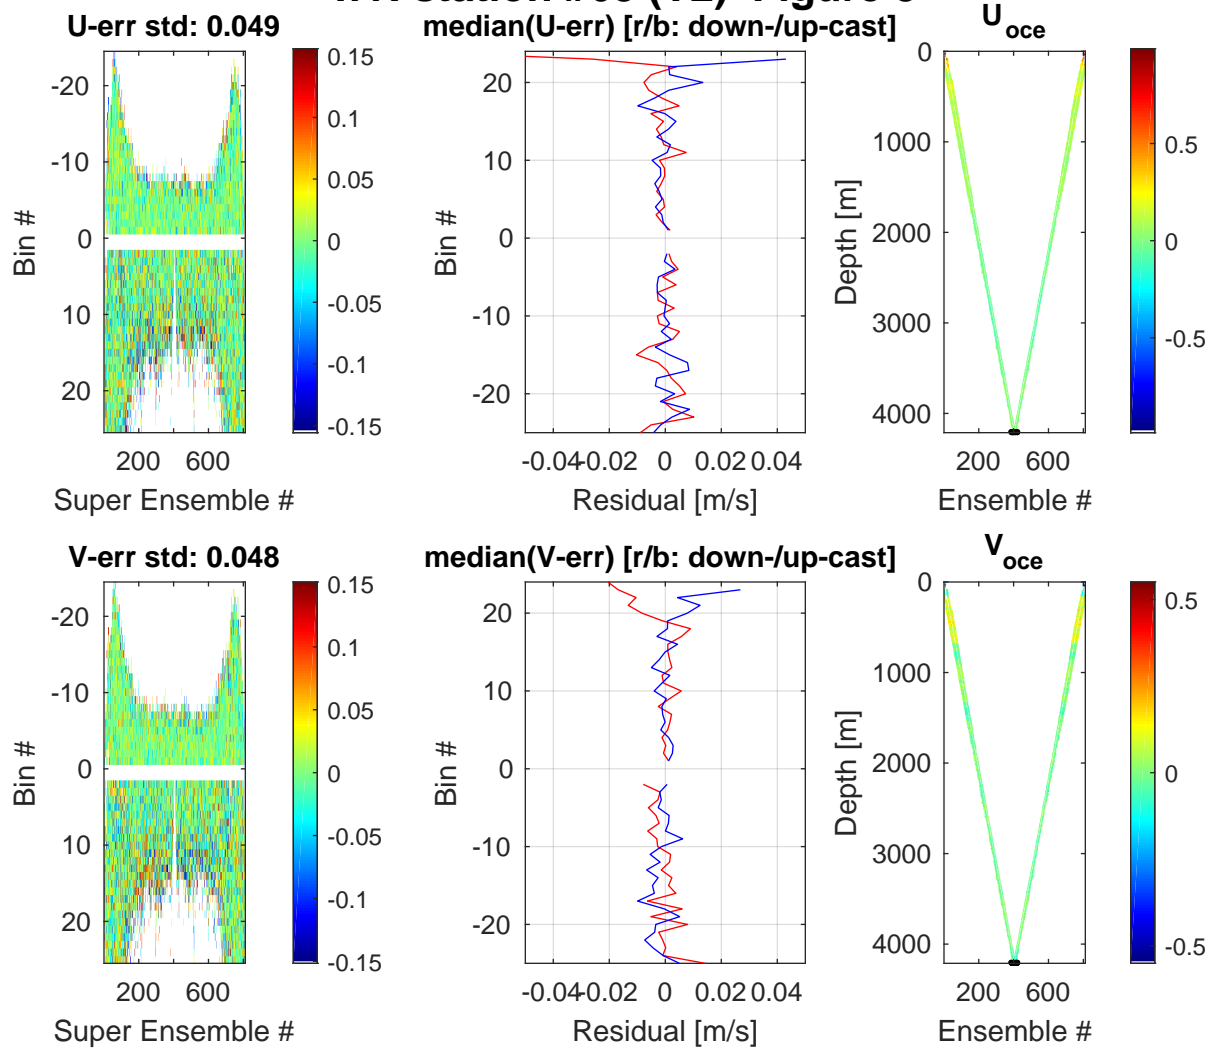 U-err std: 0.049
median(U-err) [r/b: down-/up-cast]
U_oce
-20
-10
0
10
20
Bin #
200 600
Super Ensemble #
0.15
0.1
0.05
0
-0.05
-0.1
-0.15
20
10
0
-10
-20
Bin #
-0.04 -0.02 0 0.02 0.04
Residual [m/s]
0
1000
2000
3000
4000
Depth [m]
200 600
Ensemble #
0.5
0
-0.5
V-err std: 0.048
median(V-err) [r/b: down-/up-cast]
V_oce
-20
-10
0
10
20
Bin #
200 600
Super Ensemble #
0.15
0.1
0.05
0
-0.05
-0.1
-0.15
20
10
0
-10
-20
Bin #
-0.04 -0.02 0 0.02 0.04
Residual [m/s]
0
1000
2000
3000
4000
Depth [m]
200 600
Ensemble #
0.5
0
-0.5